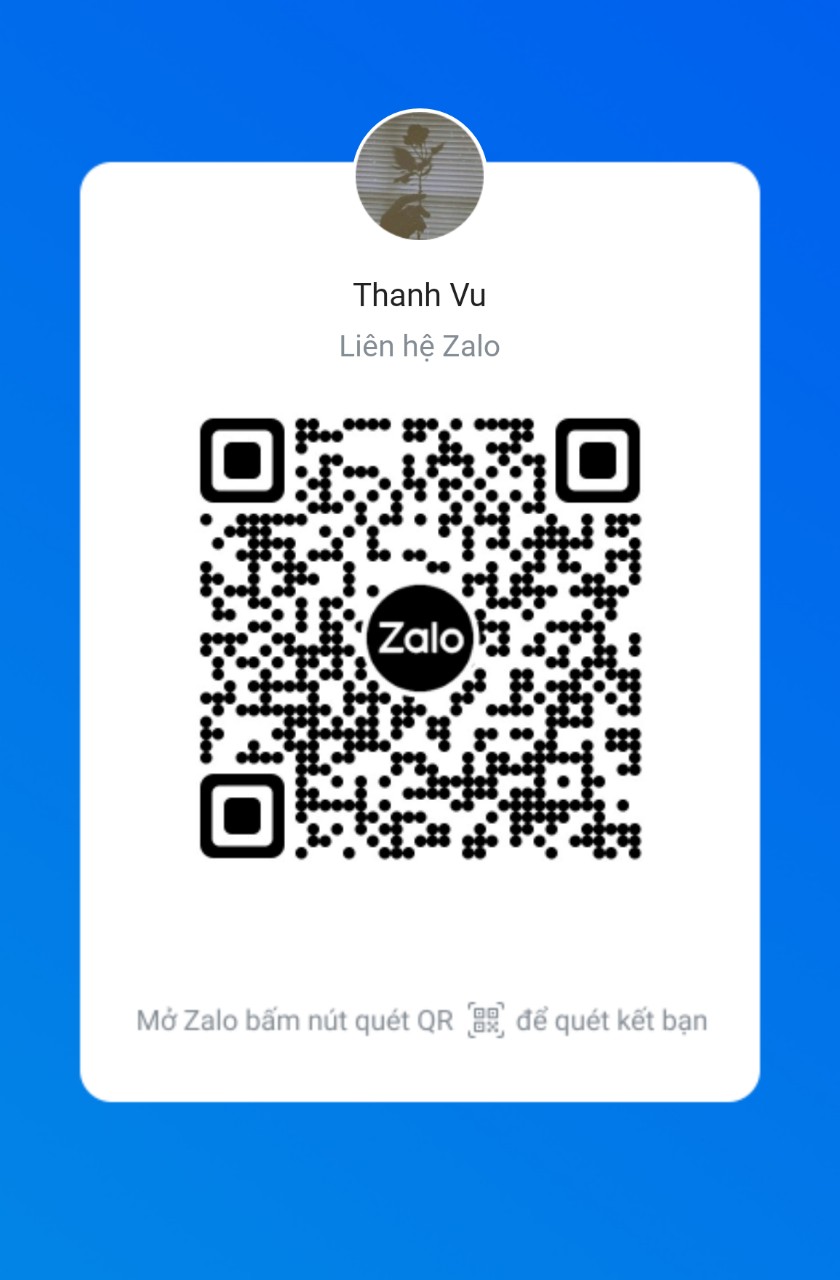 Thanh Vu
Liên hệ Zalo
Zalo
Mở Zalo bấm nút quét QR để quét kết bạn